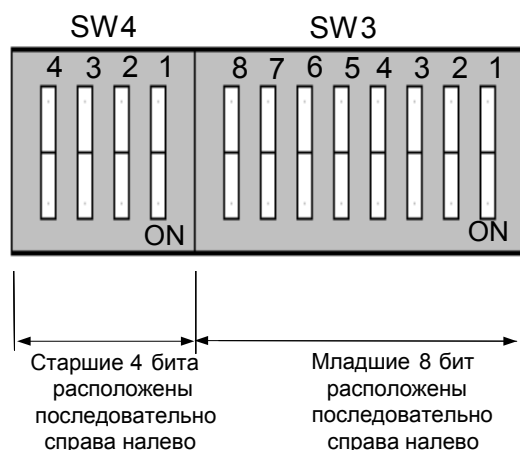 SW4 SW3
4 3 2 1 8 7 6 5 4 3 2 1
ON ON
Старшие 4 бита
расположены
последовательно
справа налево
Младшие 8 бит
расположены
последовательно
справа налево